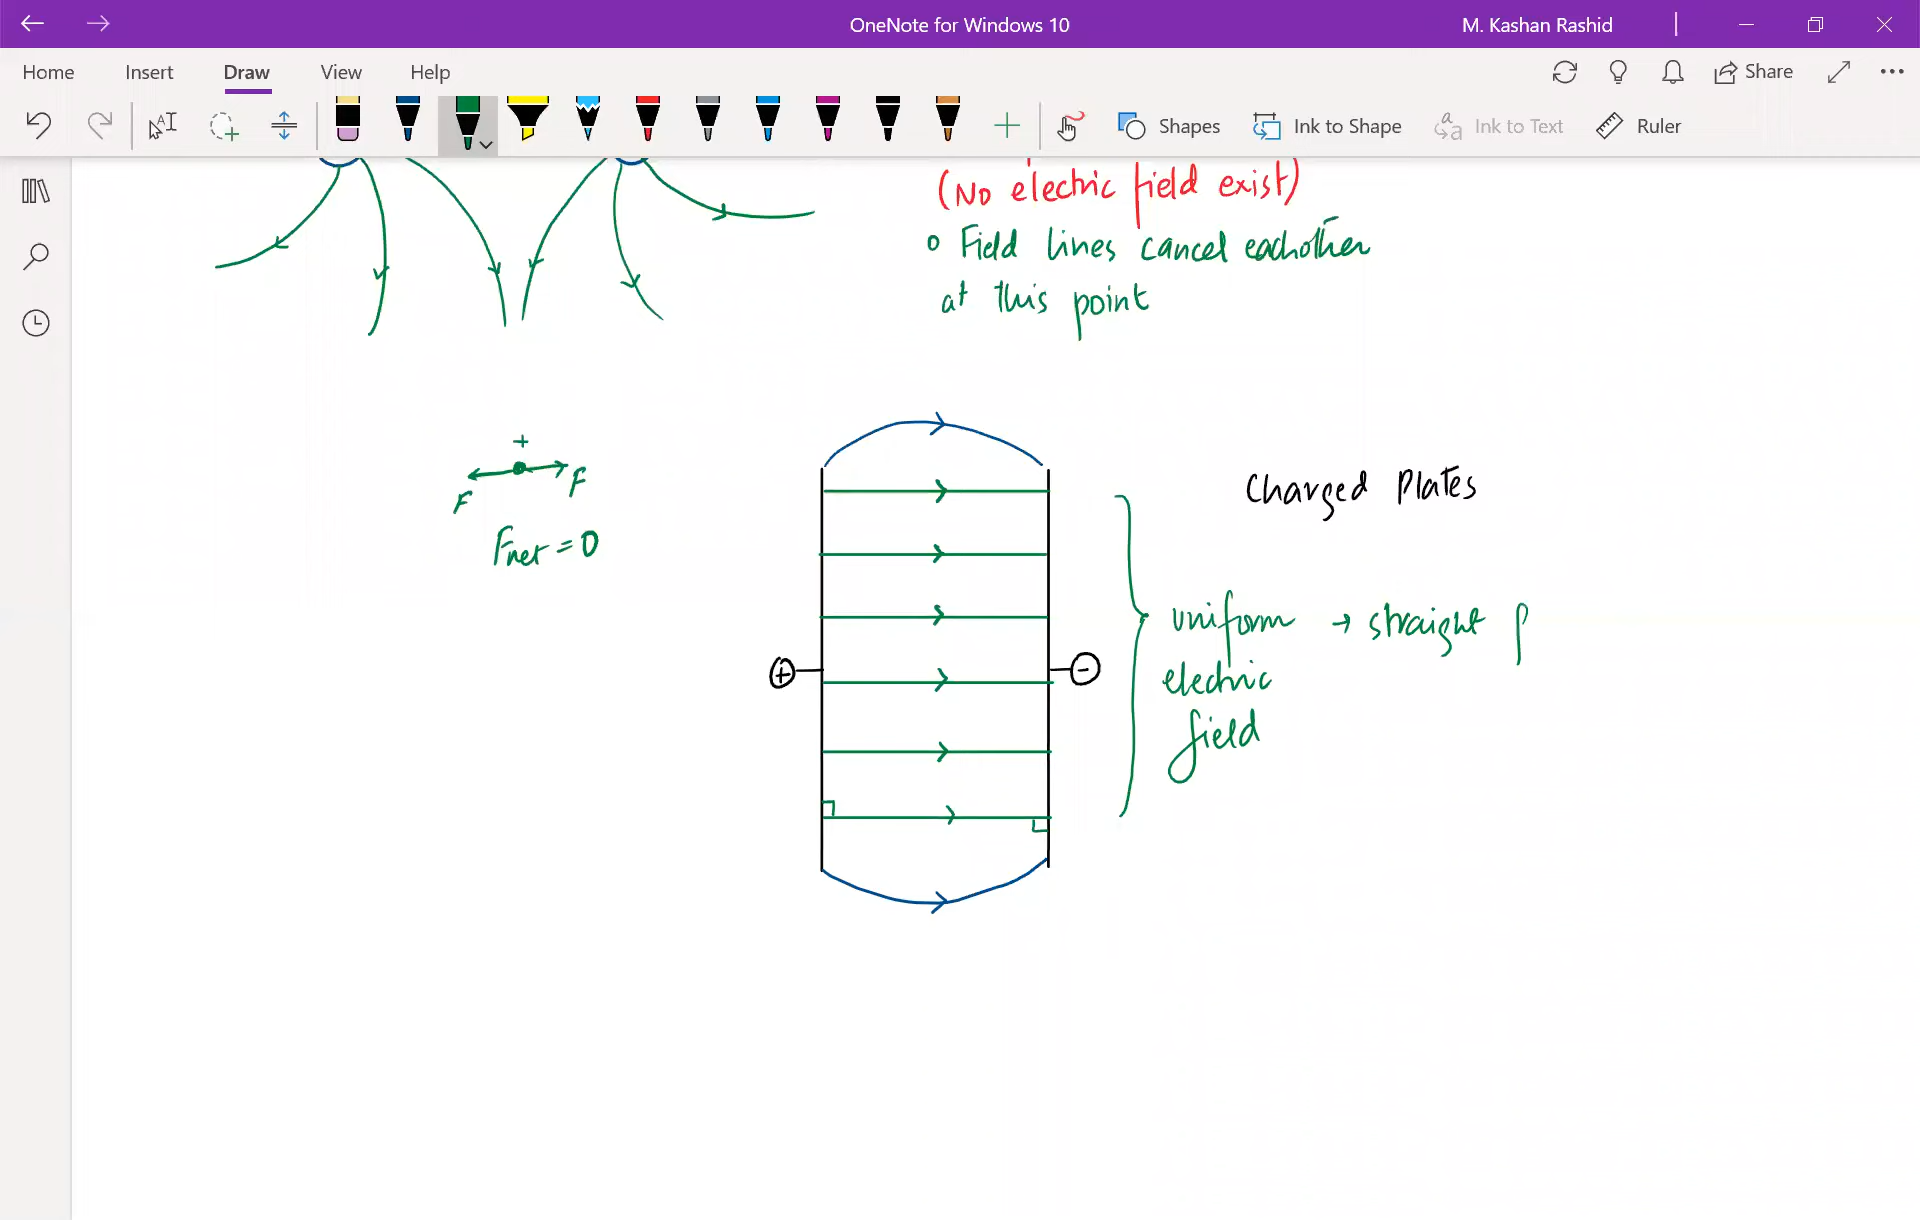 OneNote for Windows 10
M. Kashan Rashid
Home Insert Draw View Help
Share
Shapes Ink to Shape Ink to Text Ruler
(No electric field exist)
o Field lines cancel eachother
at this point
+
F F
Fnet = 0
Charged Plates
uniform → straight p
electric
field
+ -